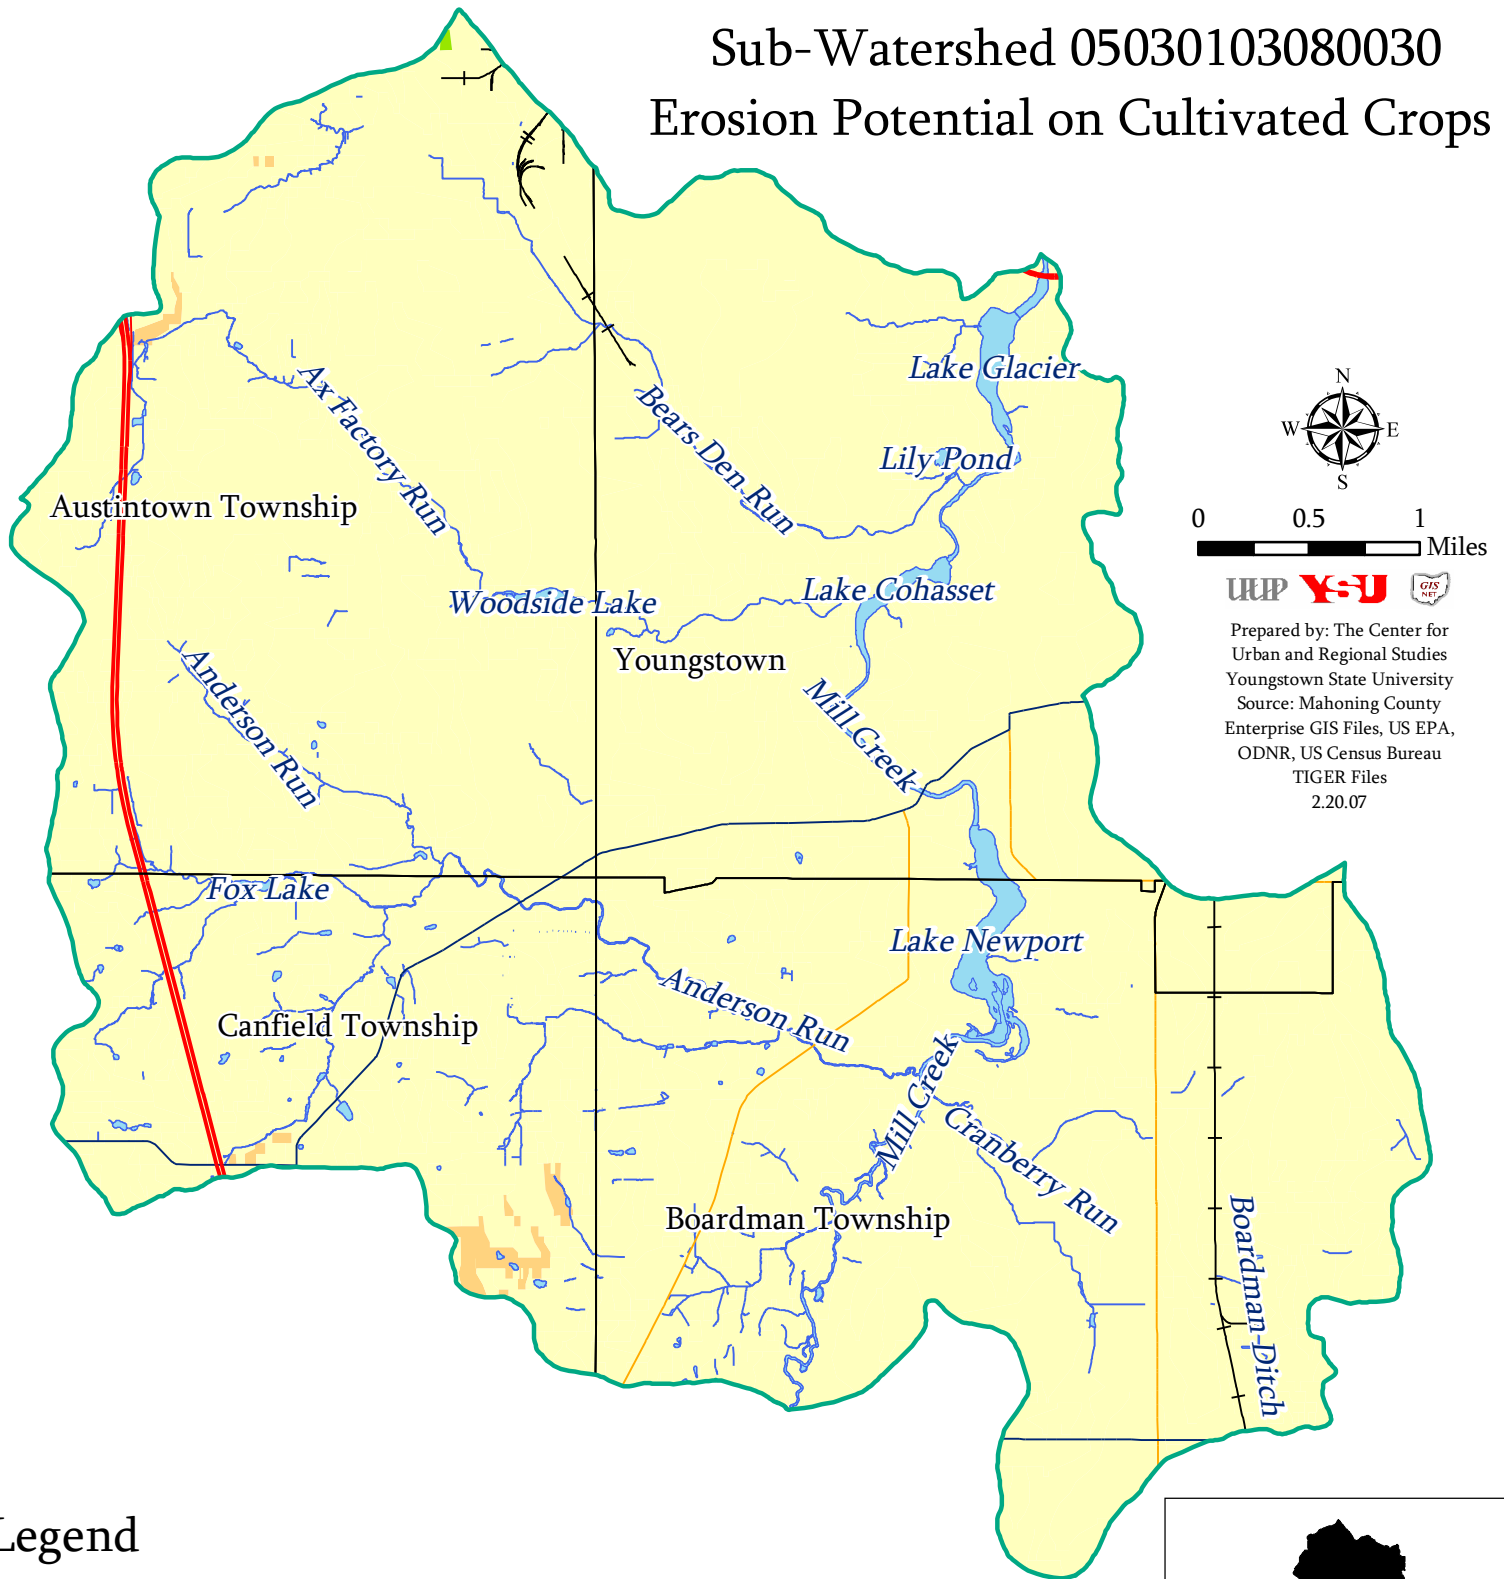 Sub-Watershed 05030103080030
Erosion Potential on Cultivated Crops
Lake Glacier
N
W
E
S
Ax Factory Run
Bears Den Run
Lily Pond
Austintown Township
0 0.5 1
Miles
Woodside Lake
Lake Cohasset
UUP YSU GIS
NET
Youngstown
Prepared by: The Center for
Urban and Regional Studies
Youngstown State University
Source: Mahoning County
Enterprise GIS Files, US EPA,
ODNR, US Census Bureau
TIGER Files
2.20.07
Anderson Run
Mill Creek
Fox Lake
Lake Newport
Anderson Run
Canfield Township
Mill Creek
Cranberry Run
Boardman Township
Boardman Ditch
Legend